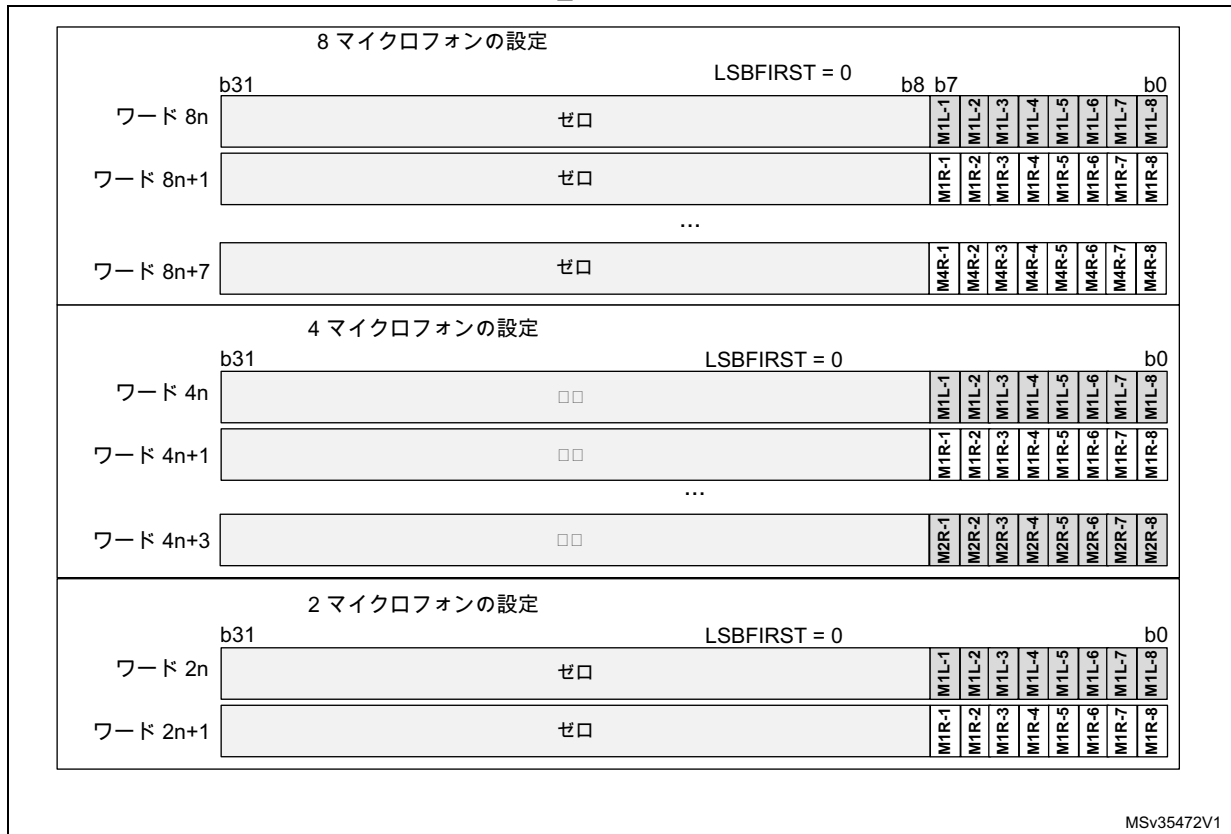 8 マイクロフォンの設定
LSBFIRST = 0
b31 b8 b7 b0
ワード 8n ゼロ M1L-1 M1L-2 M1L-3 M1L-4 M1L-5 M1L-6 M1L-7 M1L-8
ワード 8n+1 ゼロ M1R-1 M1R-2 M1R-3 M1R-4 M1R-5 M1R-6 M1R-7 M1R-8
...
ワード 8n+7 ゼロ M4R-1 M4R-2 M4R-3 M4R-4 M4R-5 M4R-6 M4R-7 M4R-8
4 マイクロフォンの設定
b31 LSBFIRST = 0 b0
ワード 4n □□ M1L-1 M1L-2 M1L-3 M1L-4 M1L-5 M1L-6 M1L-7 M1L-8
ワード 4n+1 □□ M1R-1 M1R-2 M1R-3 M1R-4 M1R-5 M1R-6 M1R-7 M1R-8
...
ワード 4n+3 □□ M2R-1 M2R-2 M2R-3 M2R-4 M2R-5 M2R-6 M2R-7 M2R-8
2 マイクロフォンの設定
b31 LSBFIRST = 0 b0
ワード 2n ゼロ M1L-1 M1L-2 M1L-3 M1L-4 M1L-5 M1L-6 M1L-7 M1L-8
ワード 2n+1 ゼロ M1R-1 M1R-2 M1R-3 M1R-4 M1R-5 M1R-6 M1R-7 M1R-8
MSv35472V1